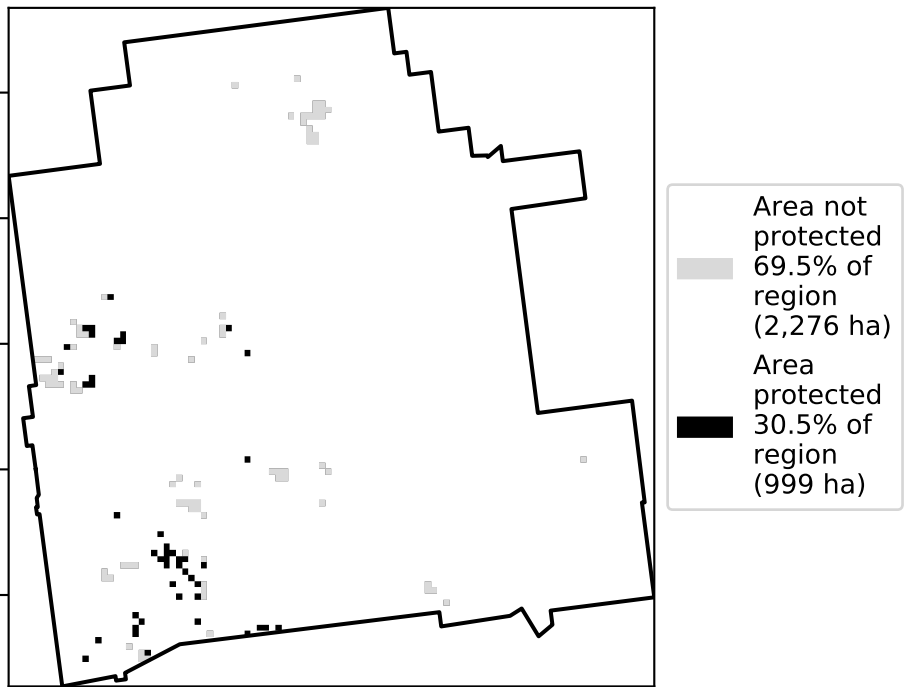 Area not
protected
69.5% of
region
(2,276 ha)
Area
protected
30.5% of
region
(999 ha)